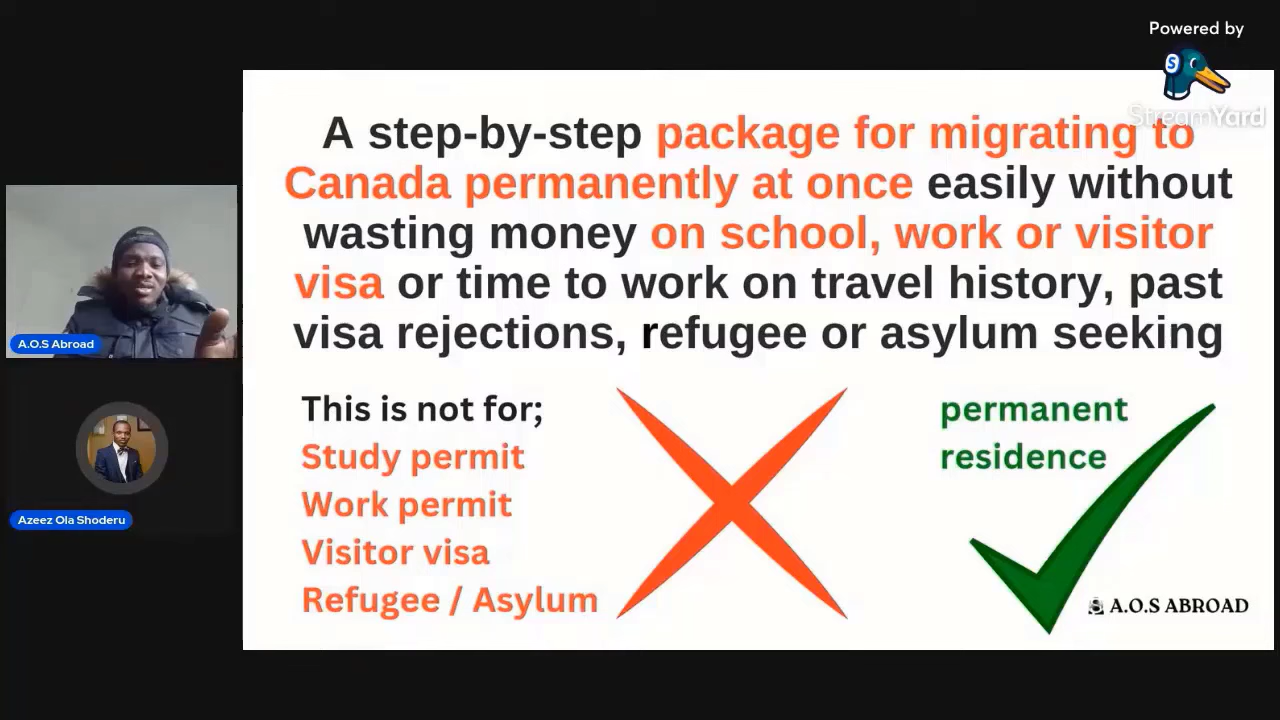 Powered by
StreamYard
A step-by-step package for migrating to
Canada permanently at once easily without
wasting money on school, work or visitor
visa or time to work on travel history, past
visa rejections, refugee or asylum seeking
This is not for;
Study permit
Work permit
Visitor visa
Refugee / Asylum
permanent
residence
A.O.S ABROAD
A.O.S Abroad
Azeez Ola Shoderu